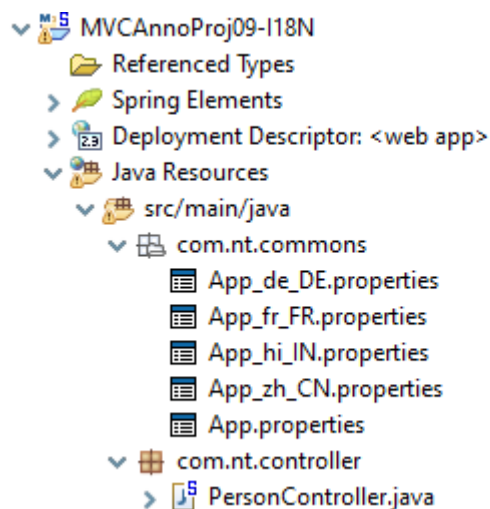 MVCAnnoProj09-I18N
Referenced Types
Spring Elements
Deployment Descriptor: <web app>
Java Resources
src/main/java
com.nt.commons
App_de_DE.properties
App_fr_FR.properties
App_hi_IN.properties
App_zh_CN.properties
App.properties
com.nt.controller
PersonController.java